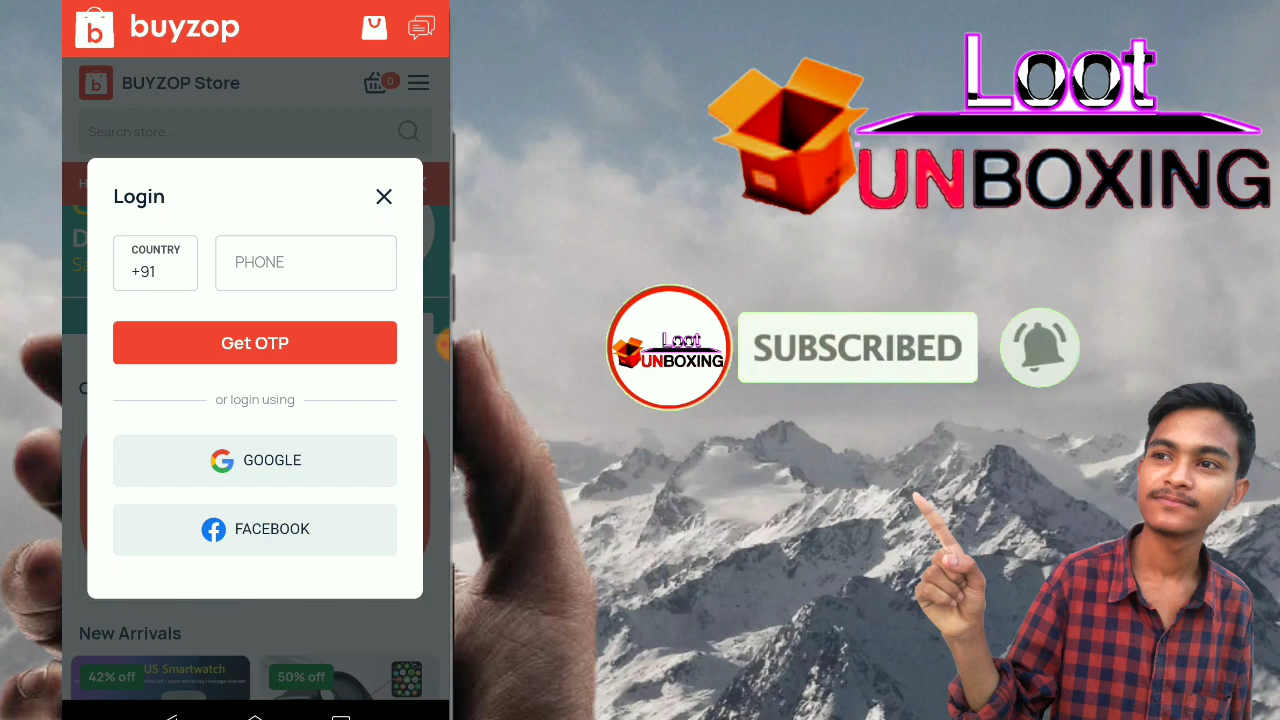 buyzop
b
BUYZOP Store
0
Search store...
Login
COUNTRY
+91
PHONE
Get OTP
or login using
GOOGLE
FACEBOOK
New Arrivals
US Smartwatch
42% off
50% off
Loot
UNBOXING
Loot
UNBOXING
SUBSCRIBED